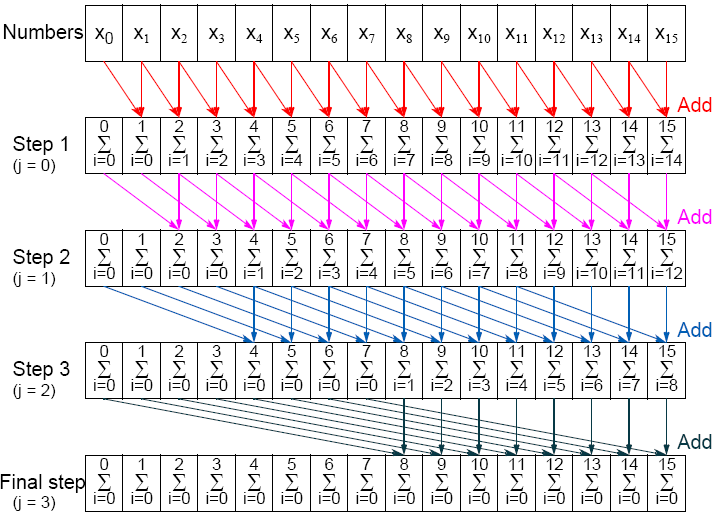 Numbers x0 x1 x2 x3 x4 x5 x6 x7 x8 x9 x10 x11 x12 x13 x14 x15
Add
0 1 2 3 4 5 6 7 8 9 10 11 12 13 14 15
Step 1 Σ Σ Σ Σ Σ Σ Σ Σ Σ Σ Σ Σ Σ Σ Σ Σ
(j = 0) i=0 i=0 i=1 i=2 i=3 i=4 i=5 i=6 i=7 i=8 i=9 i=10 i=11 i=12 i=13 i=14
Add
0 1 2 3 4 5 6 7 8 9 10 11 12 13 14 15
Step 2 Σ Σ Σ Σ Σ Σ Σ Σ Σ Σ Σ Σ Σ Σ Σ Σ
(j = 1) i=0 i=0 i=0 i=0 i=1 i=2 i=3 i=4 i=5 i=6 i=7 i=8 i=9 i=10 i=11 i=12
Add
0 1 2 3 4 5 6 7 8 9 10 11 12 13 14 15
Step 3 Σ Σ Σ Σ Σ Σ Σ Σ Σ Σ Σ Σ Σ Σ Σ Σ
(j = 2) i=0 i=0 i=0 i=0 i=0 i=0 i=0 i=0 i=1 i=2 i=3 i=4 i=5 i=6 i=7 i=8
Add
0 1 2 3 4 5 6 7 8 9 10 11 12 13 14 15
Final step Σ Σ Σ Σ Σ Σ Σ Σ Σ Σ Σ Σ Σ Σ Σ Σ
(j = 3) i=0 i=0 i=0 i=0 i=0 i=0 i=0 i=0 i=0 i=0 i=0 i=0 i=0 i=0 i=0 i=0